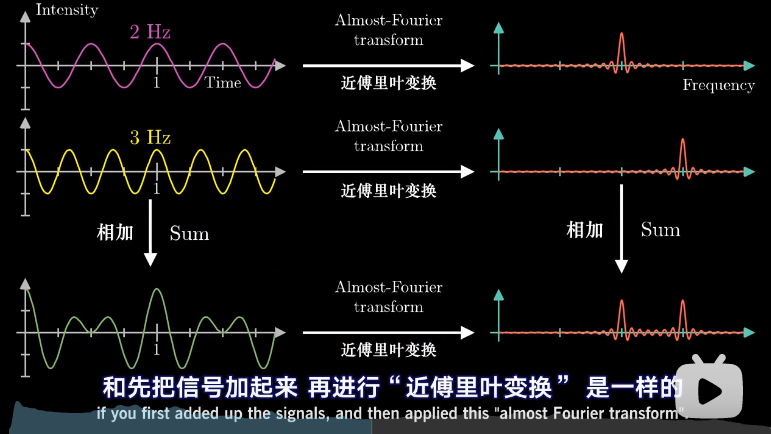 Intensity
2 Hz
Time
1
Almost-Fourier
transform
近傅里叶变换
Frequency
3 Hz
1
Almost-Fourier
transform
近傅里叶变换
相加 Sum
相加 Sum
1
Almost-Fourier
transform
近傅里叶变换
和先把信号加起来 再进行“近傅里叶变换” 是一样的
if you first added up the signals, and then applied this "almost Fourier transform".